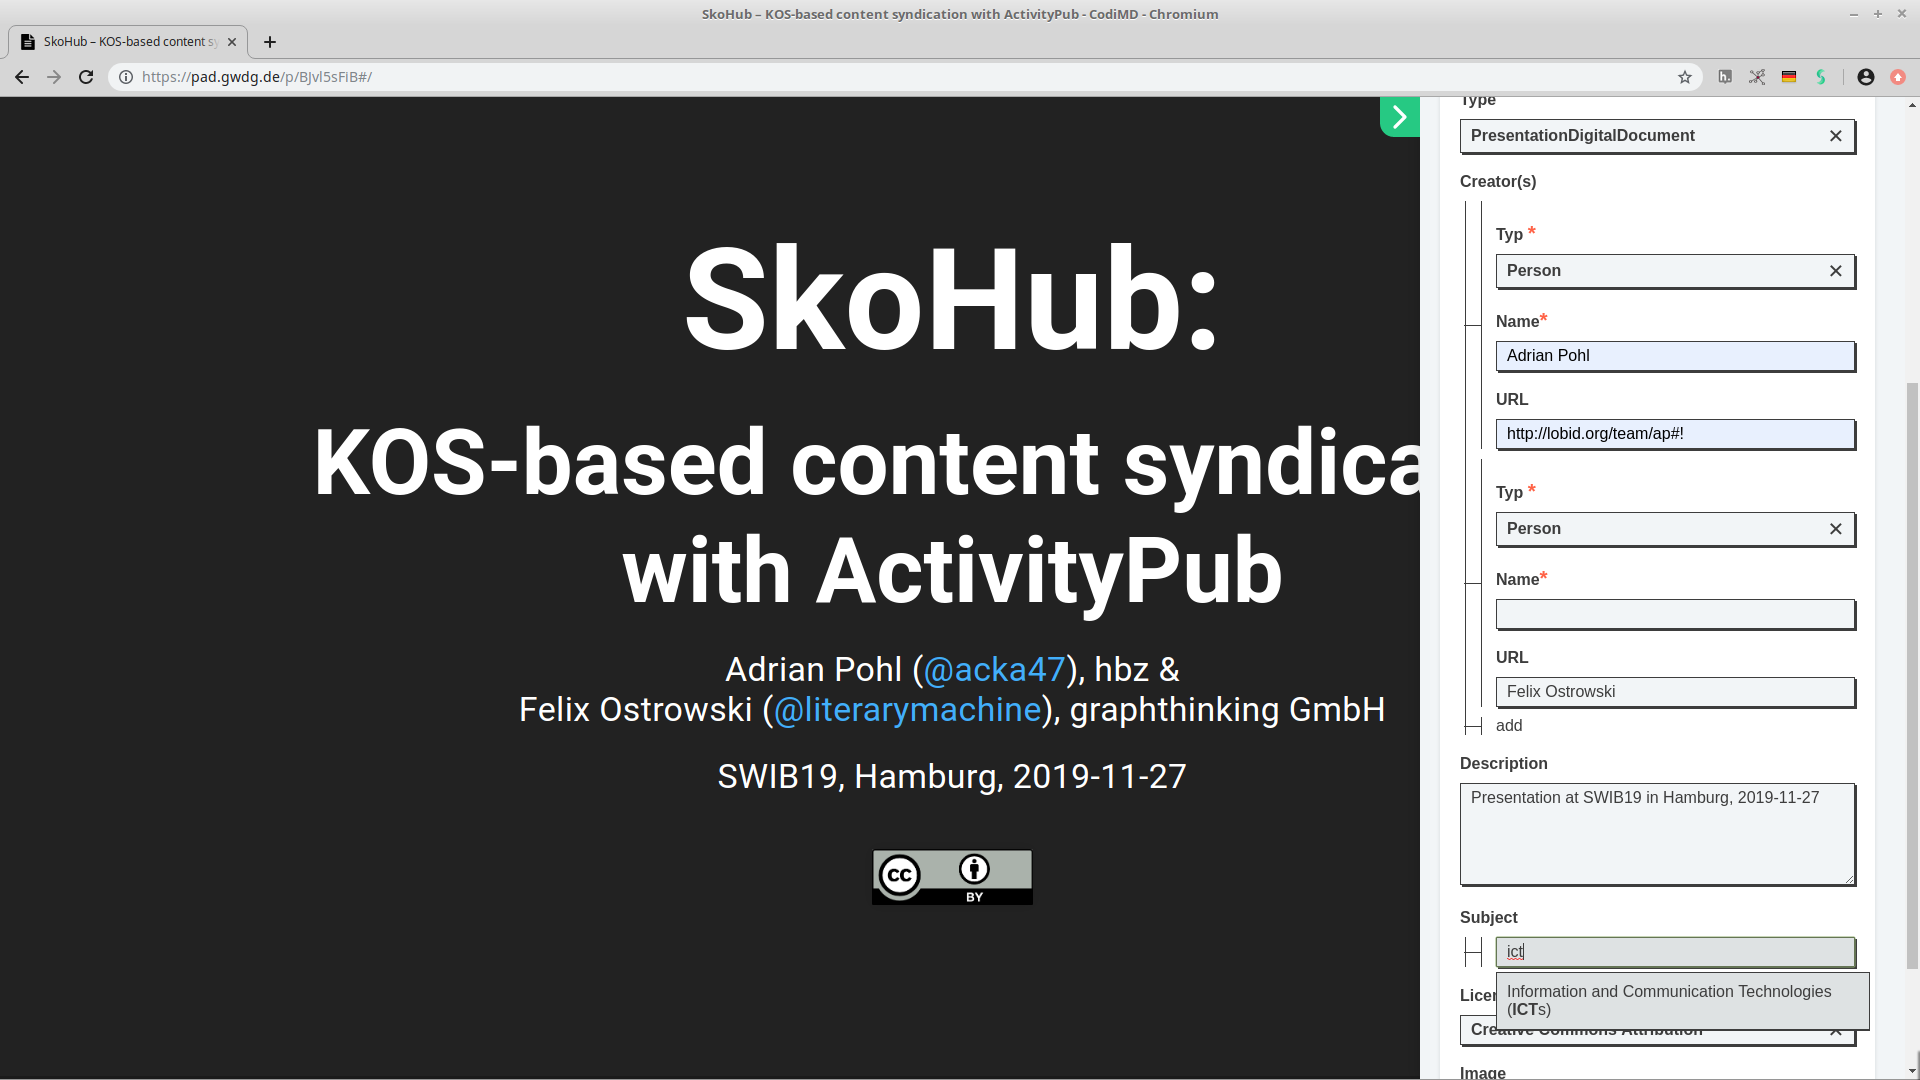 SkoHub – KOS-based content syndication with ActivityPub - CodiMD - Chromium
SkoHub – KOS-based content sy
https://pad.gwdg.de/p/BJvl5sFiB#/
SkoHub:
KOS-based content syndica
with ActivityPub
Adrian Pohl (@acka47), hbz &
Felix Ostrowski (@literarymachine), graphthinking GmbH
SWIB19, Hamburg, 2019-11-27
cc
BY
Type
PresentationDigitalDocument
Creator(s)
Typ *
Person
Name*
Adrian Pohl
URL
http://lobid.org/team/ap#!
Typ *
Person
Name*
URL
Felix Ostrowski
add
Description
Presentation at SWIB19 in Hamburg, 2019-11-27
Subject
ict
Information and Communication Technologies
(ICTs)
Licen
Creative Commons Attribution
Image